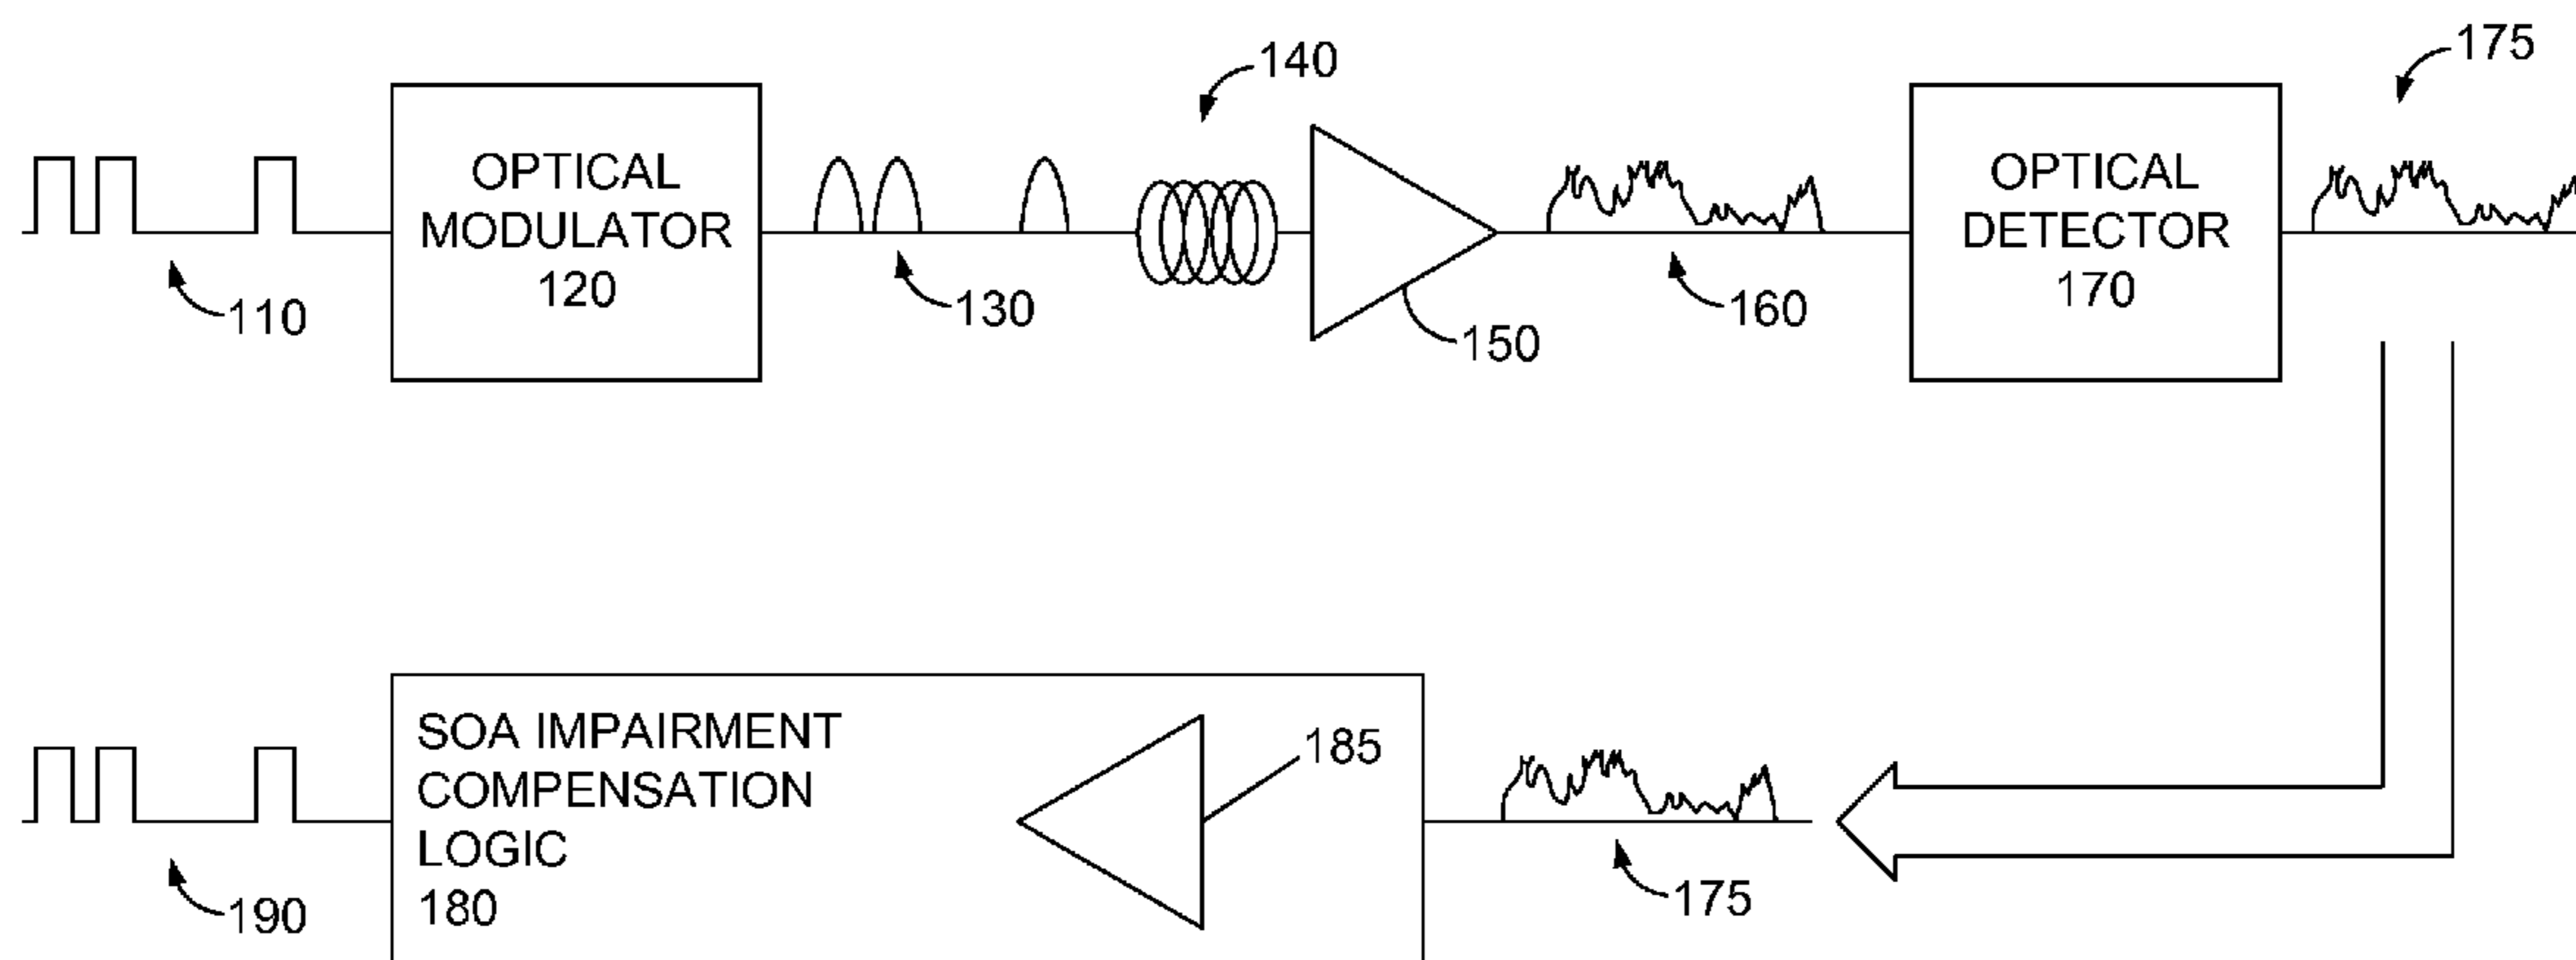 140
175
OPTICAL
MODULATOR
120
OPTICAL
DETECTOR
170
110
130
150
160
SOA IMPAIRMENT
COMPENSATION
LOGIC
180
185
175
190